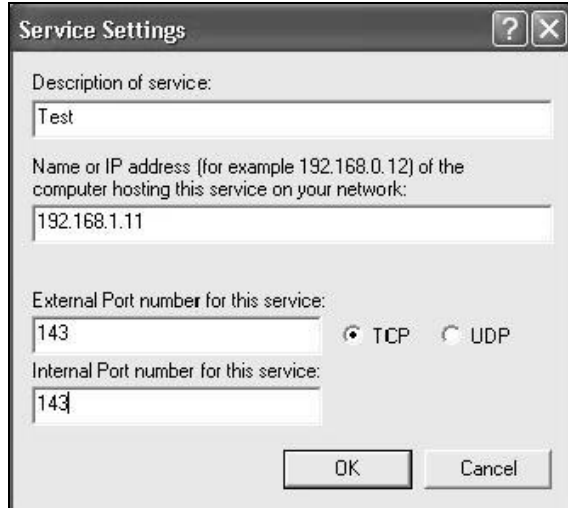 Service Settings
Description of service:
Test
Name or IP address (for example 192.168.0.12) of the
computer hosting this service on your network:
192.168.1.11
External Port number for this service:
143
TCP
UDP
Internal Port number for this service:
143
OK
Cancel